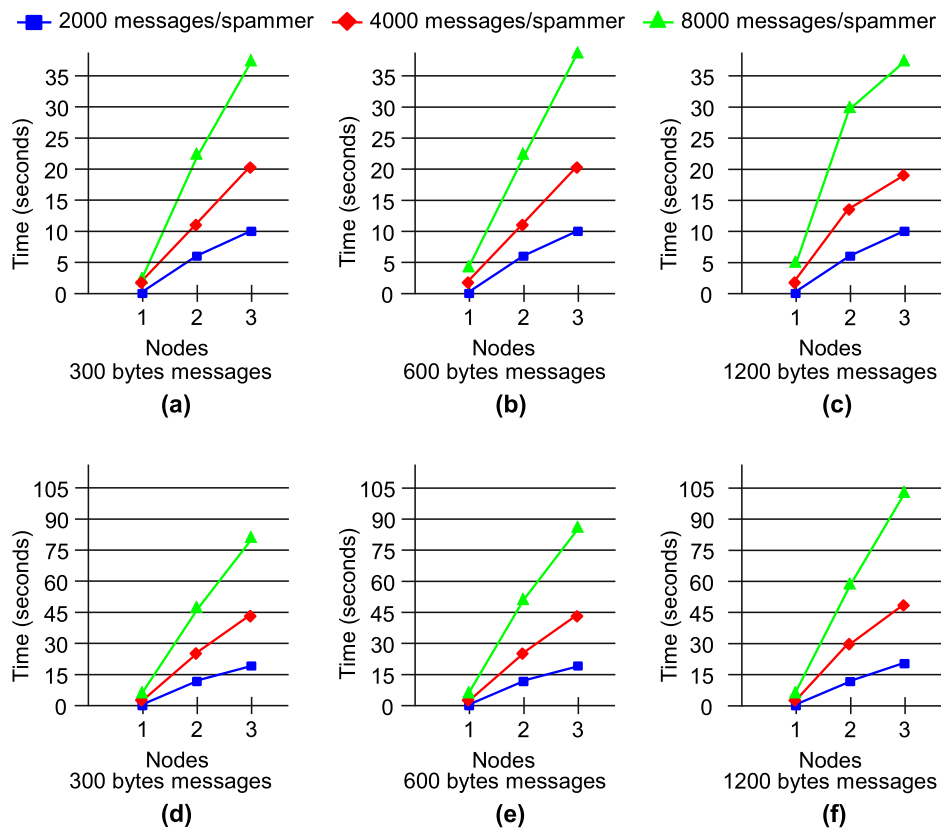 2000 messages/spammer 4000 messages/spammer 8000 messages/spammer
Time (seconds)
35
30
25
20
15
10
5
0
1 2 3
Nodes
300 bytes messages
(a)
Time (seconds)
35
30
25
20
15
10
5
0
1 2 3
Nodes
600 bytes messages
(b)
Time (seconds)
35
30
25
20
15
10
5
0
1 2 3
Nodes
1200 bytes messages
(c)
Time (seconds)
105
90
75
60
45
30
15
0
1 2 3
Nodes
300 bytes messages
(d)
Time (seconds)
105
90
75
60
45
30
15
0
1 2 3
Nodes
600 bytes messages
(e)
Time (seconds)
105
90
75
60
45
30
15
0
1 2 3
Nodes
1200 bytes messages
(f)